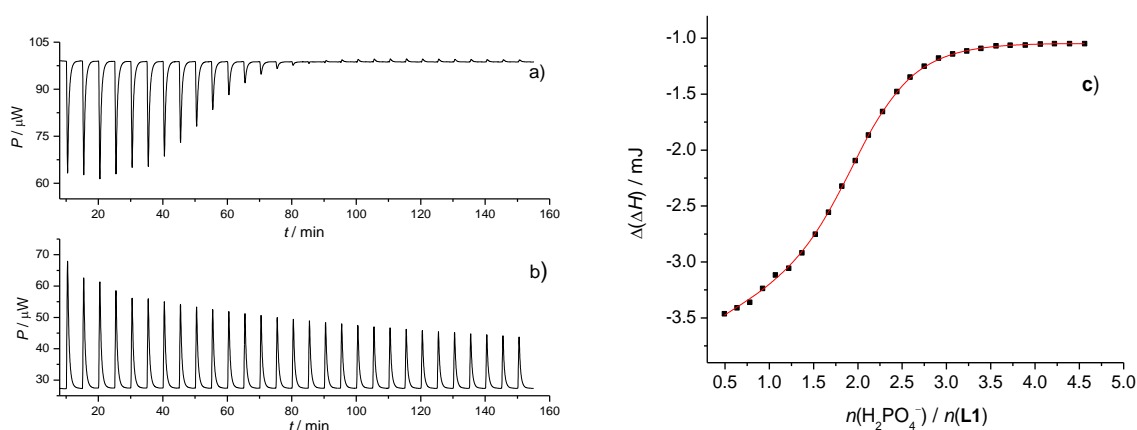 105
90
75
60
P / μW
a)
20 40 60 80 100 120 140 160
t / min
70
60
50
40
30
P / μW
b)
20 40 60 80 100 120 140 160
t / min
-1.0
-1.5
-2.0
-2.5
-3.0
-3.5
Δ(ΔH) / mJ
c)
0.5 1.0 1.5 2.0 2.5 3.0 3.5 4.0 4.5 5.0
n(H₂PO₄⁻) / n(L1)